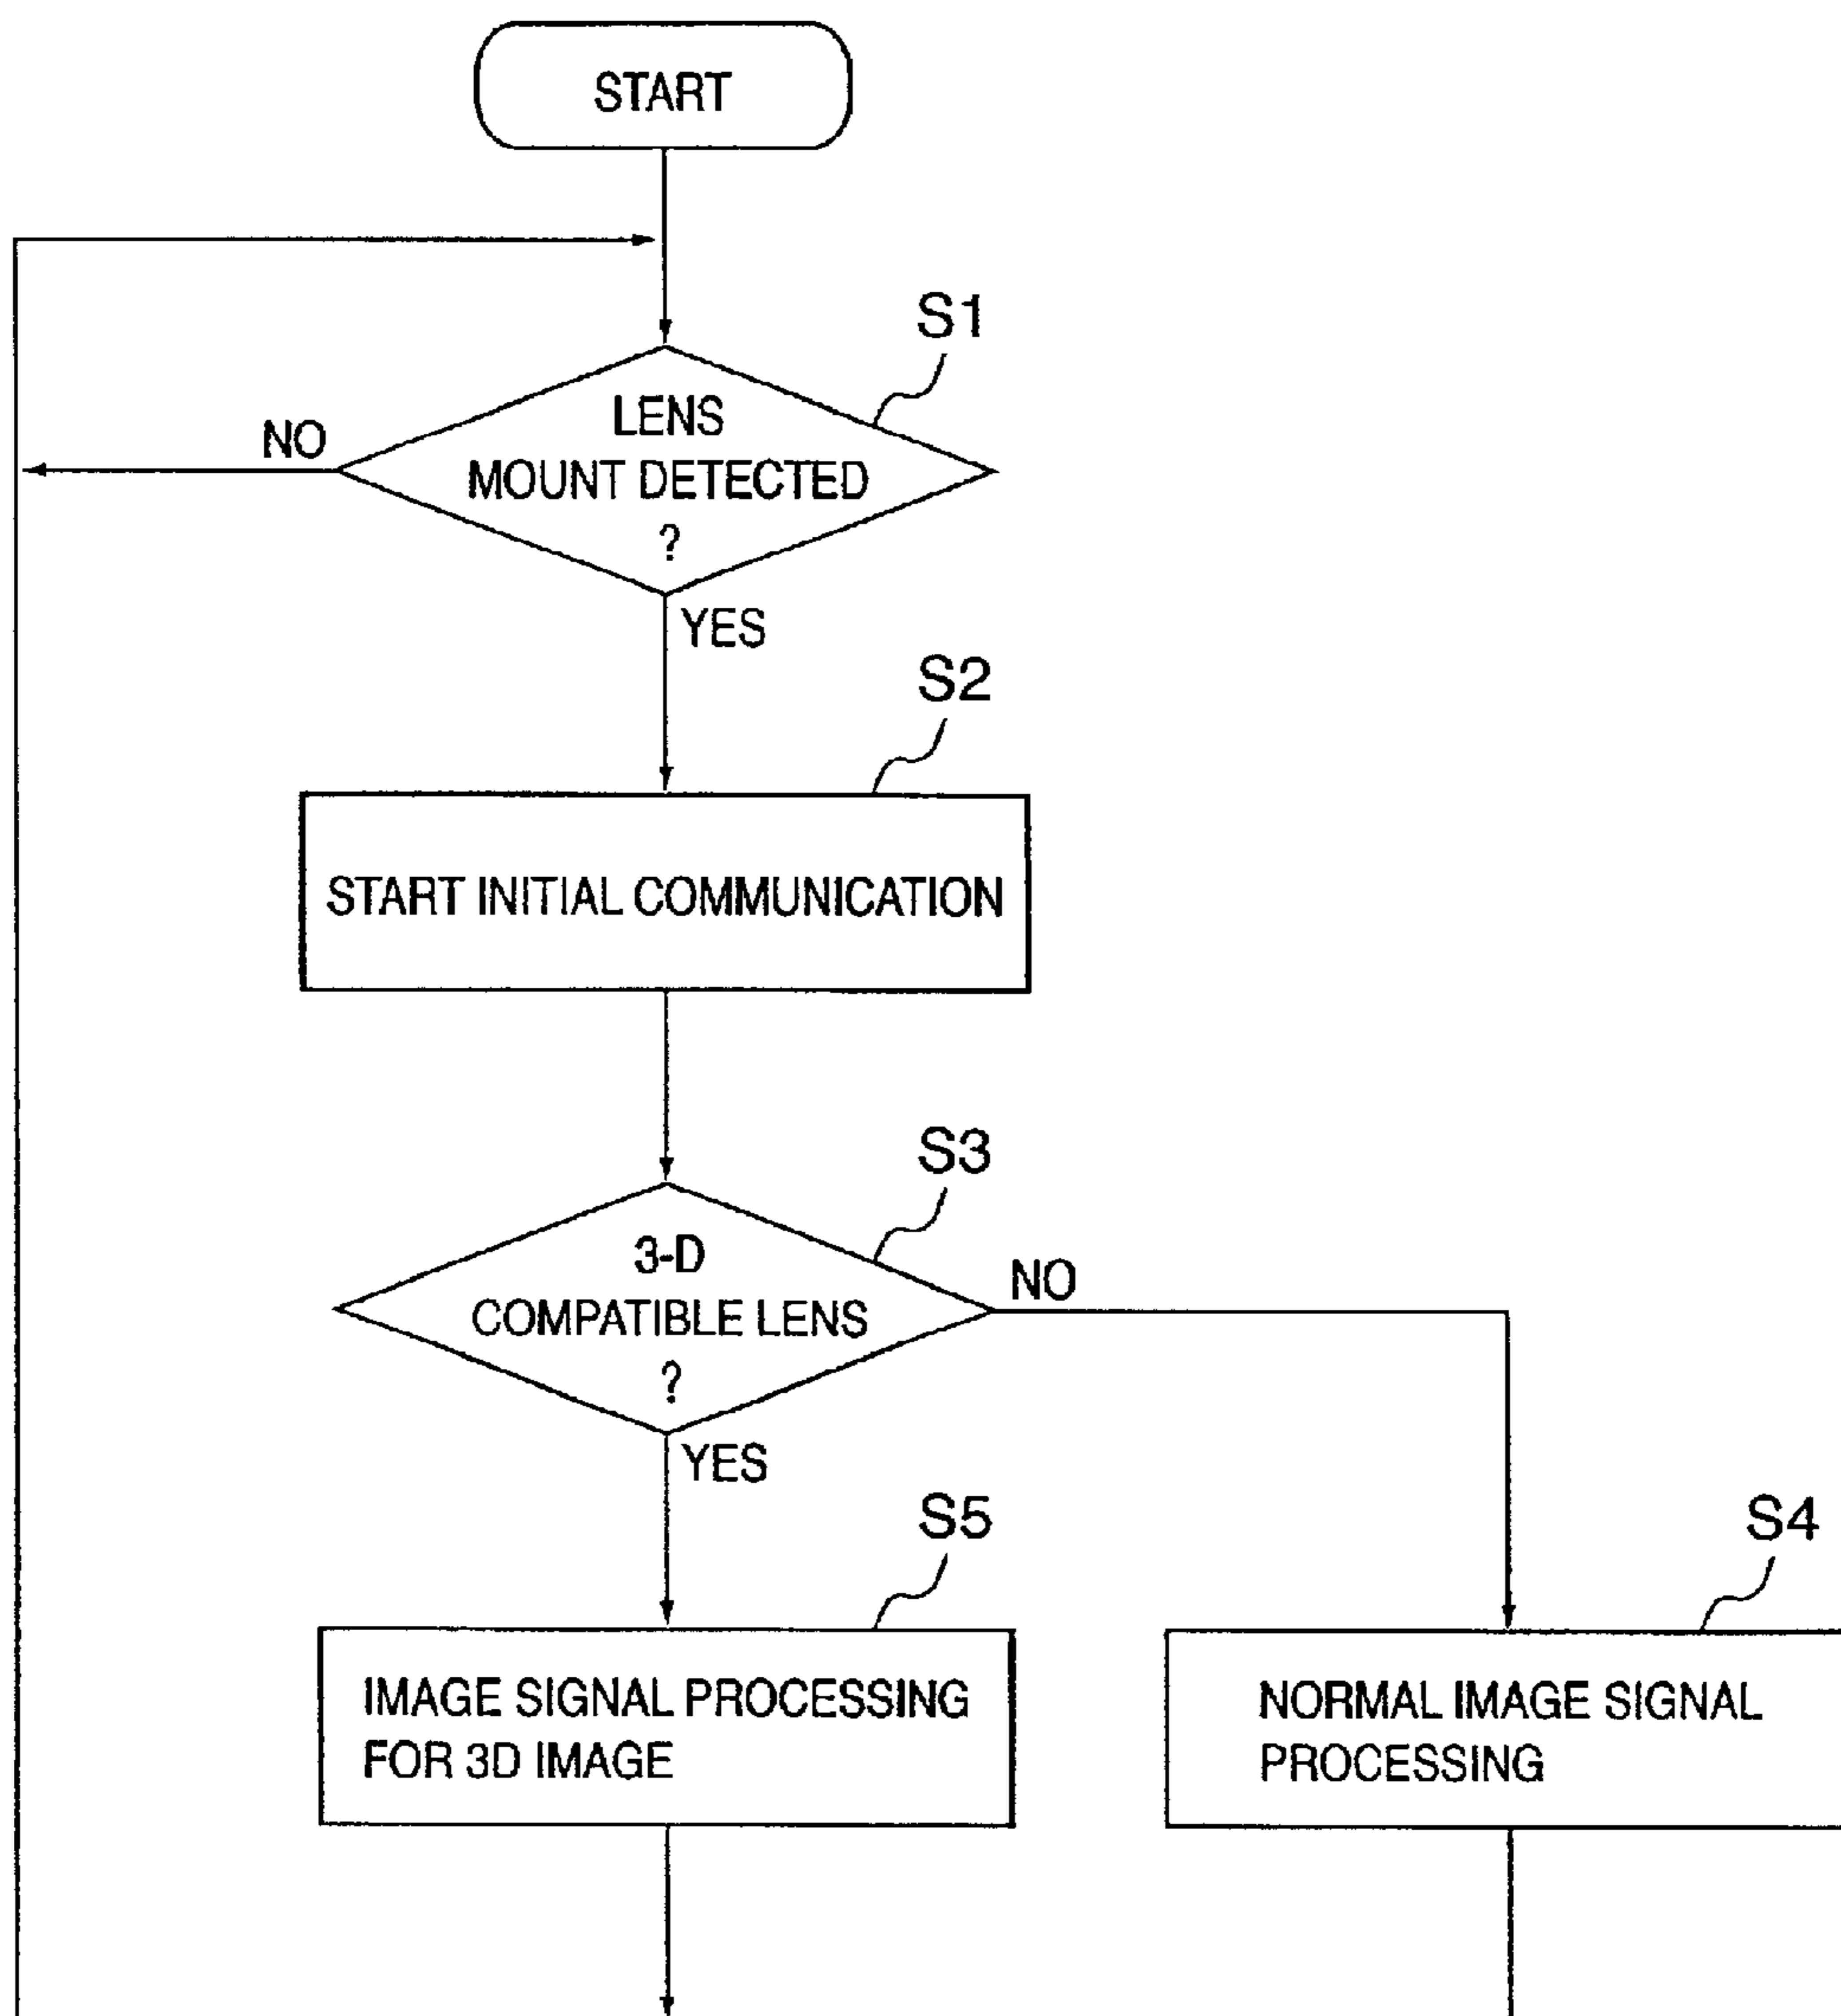 START
S1
LENS
MOUNT DETECTED
?
NO
YES
S2
START INITIAL COMMUNICATION
S3
3-D
COMPATIBLE LENS
?
NO
YES
S5
IMAGE SIGNAL PROCESSING
FOR 3D IMAGE
S4
NORMAL IMAGE SIGNAL
PROCESSING